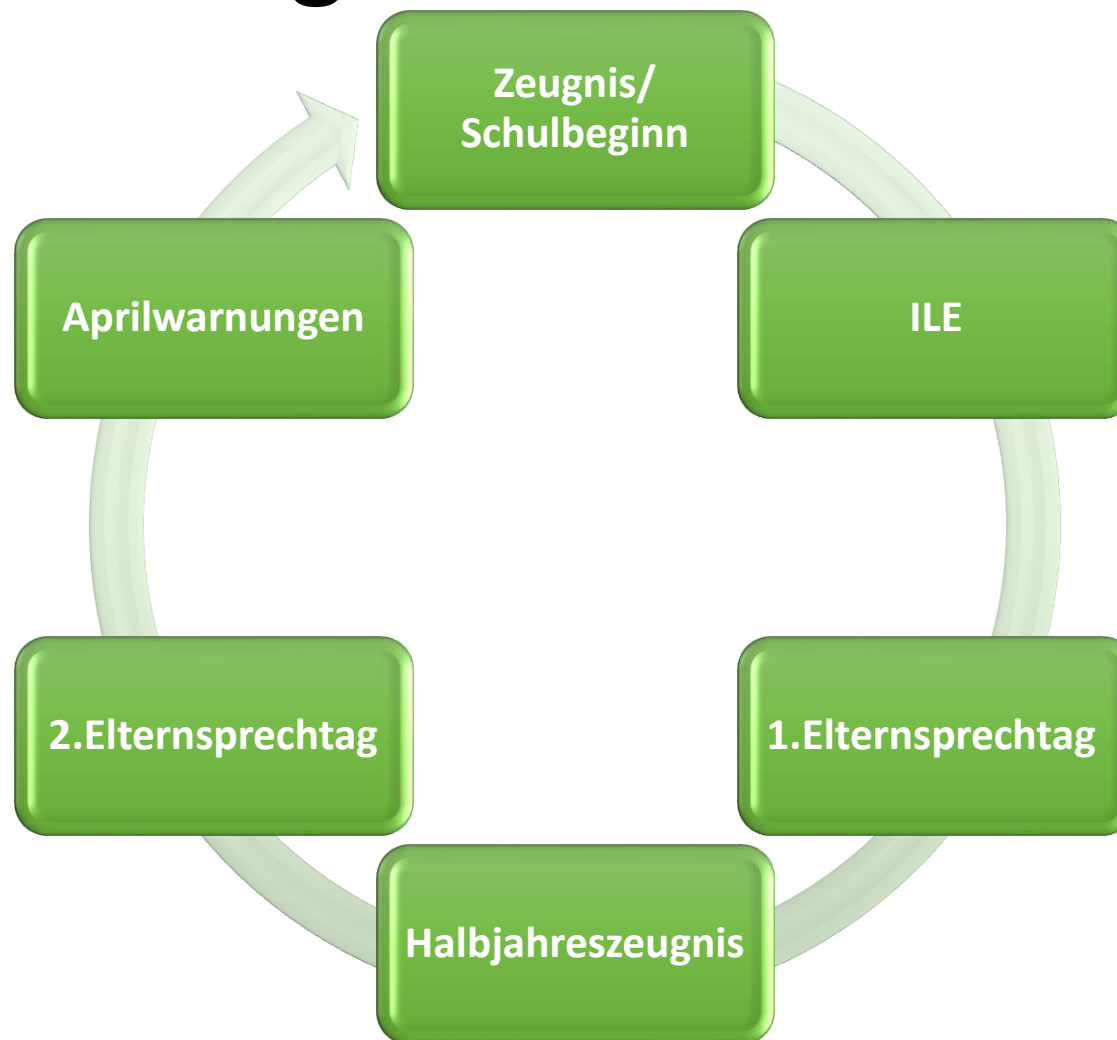 Zeugnis/
Schulbeginn
ILE
1.Elternsprechtag
Halbjahreszeugnis
2.Elternsprechtag
Aprilwarnungen